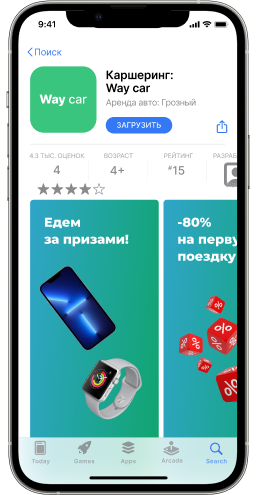 9:41
Поиск
Way car
Каршеринг:
Way car
Аренда авто: Грозный
ЗАГРУЗИТЬ
4.3 ТЫС. ОЦЕНОК
ВОЗРАСТ
РЕЙТИНГ
РАЗРАБ
4
4+
#15
Едем
за призами!
-80%
на перву
поездку
%
%
%
%
%
Today
Games
Apps
Arcade
Search